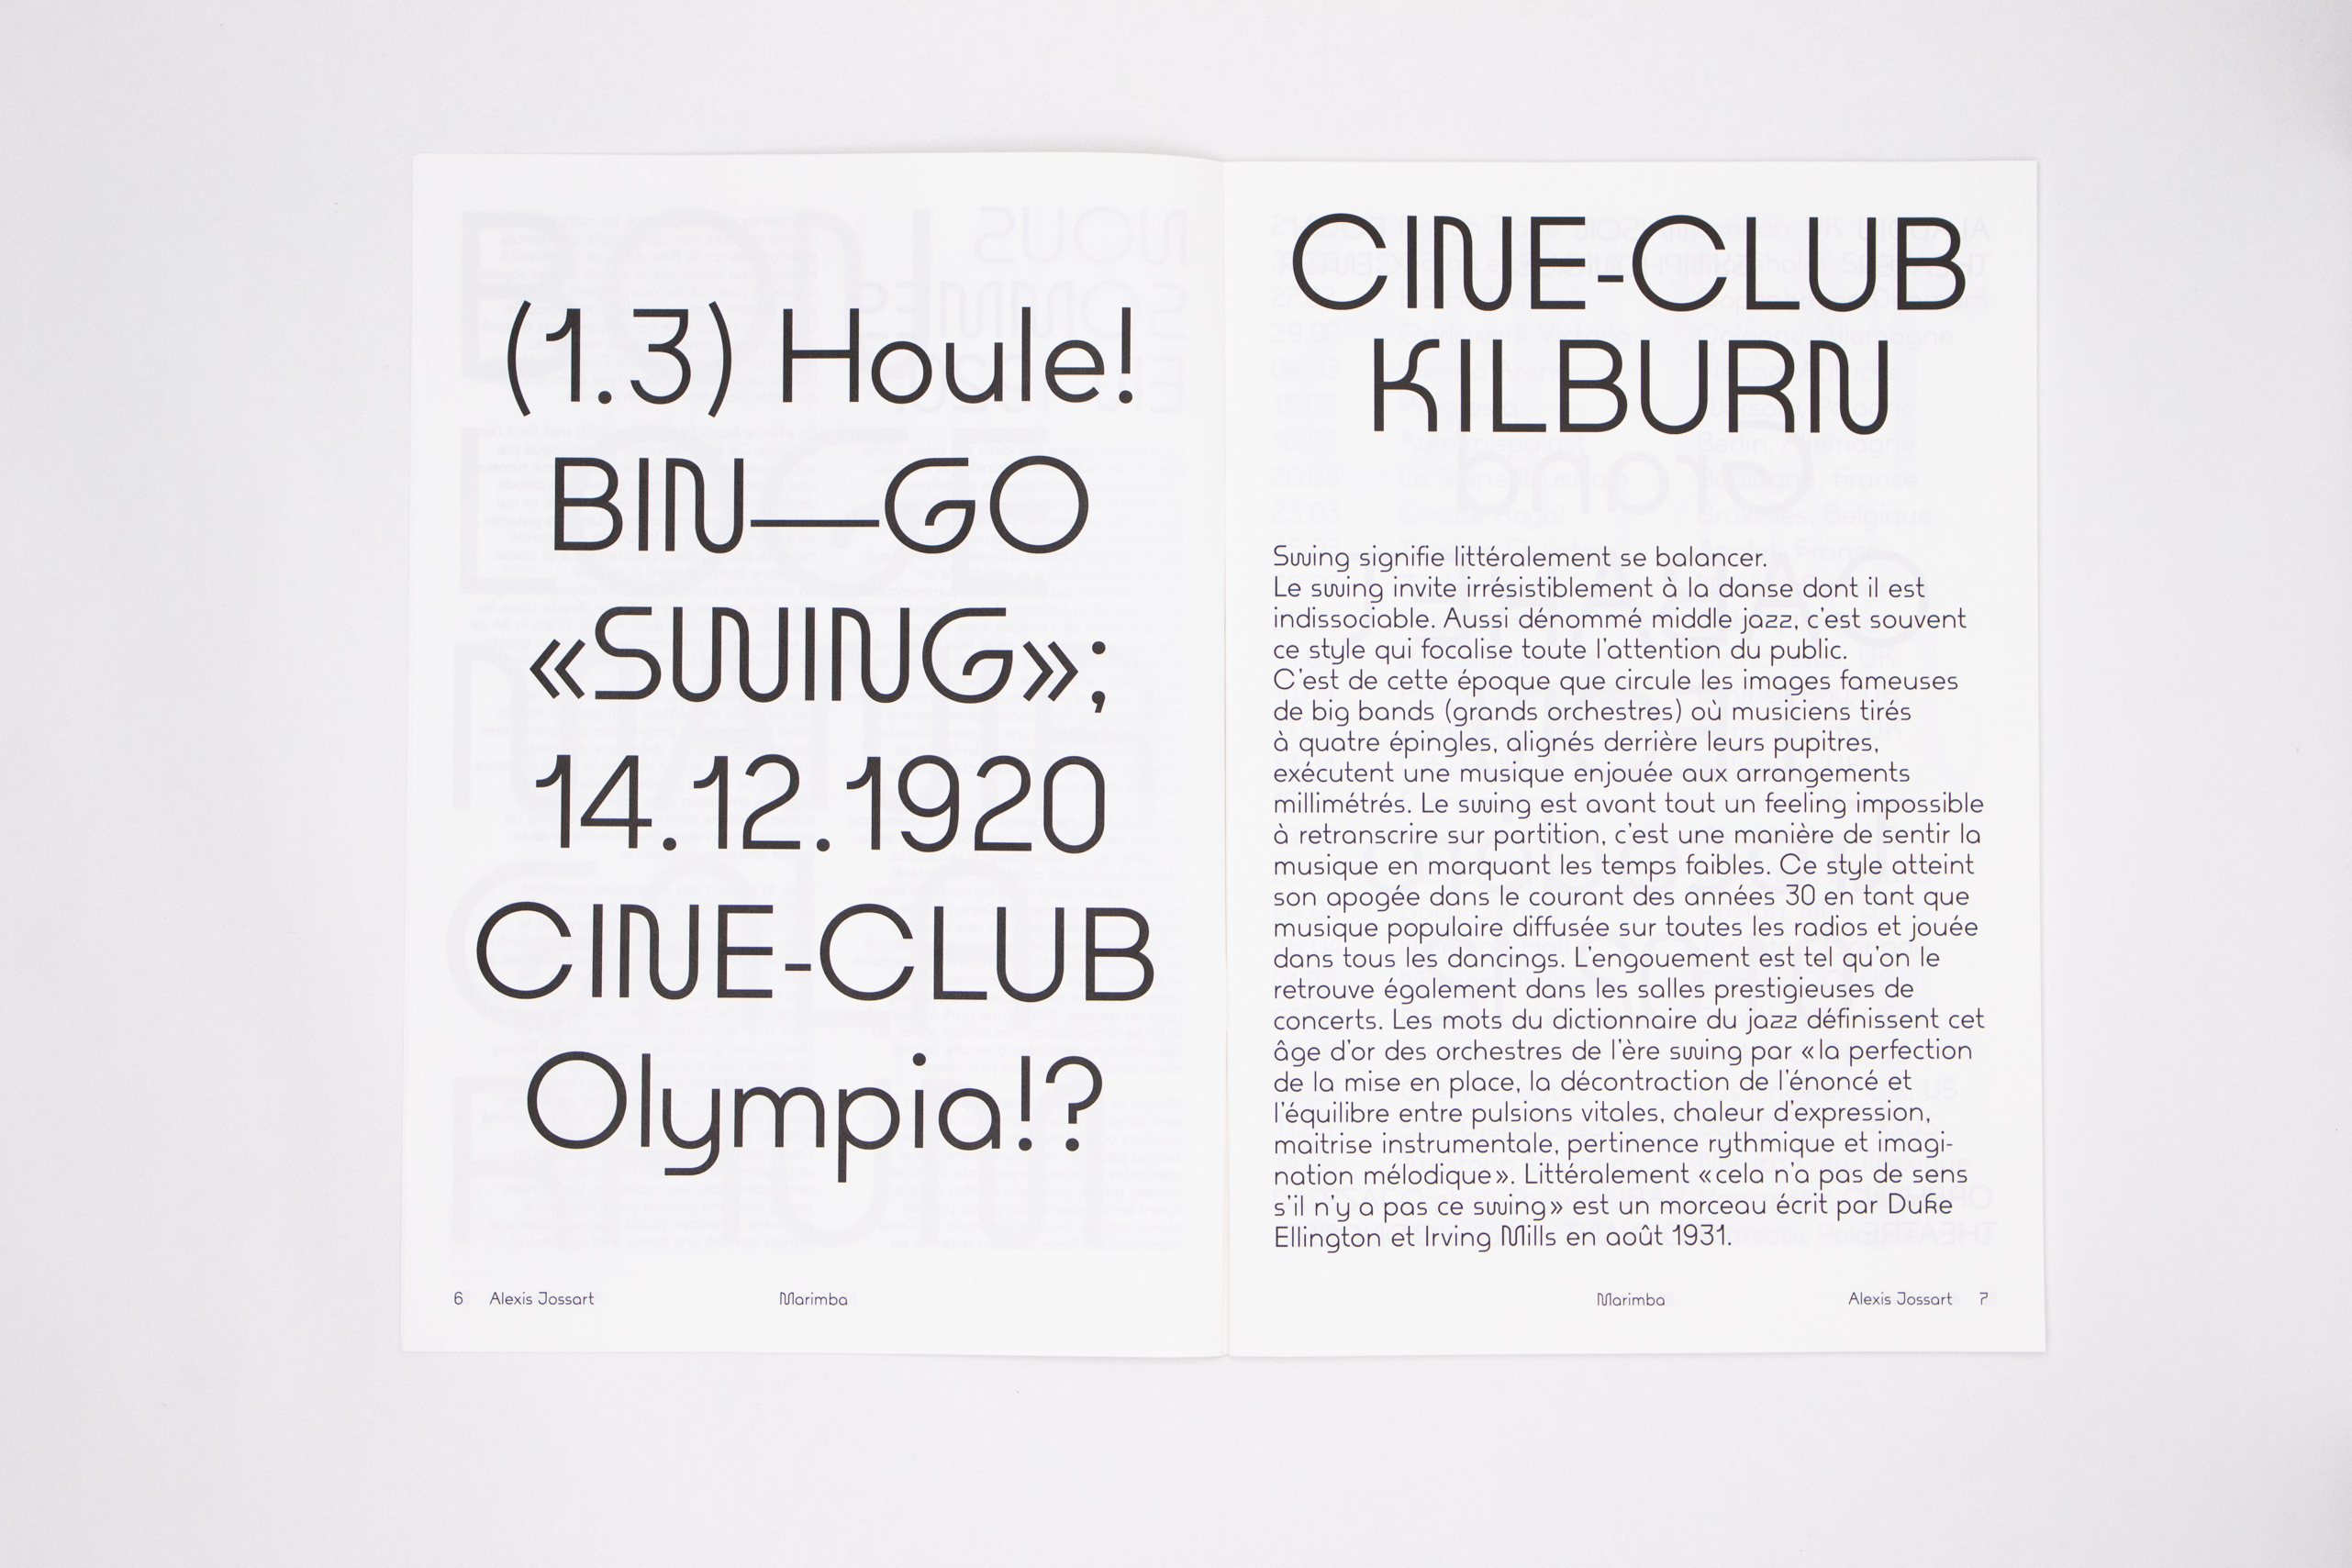 (1.3) Houle!
BIN—GO
«SWING»;
14.12.1920
CINE-CLUB
Olympia!?
6 Alexis Jossart Marimba
CINE-CLUB
KILBURN
Swing signifie littéralement se balancer.
Le swing invite irrésistiblement à la danse dont il est
indissociable. Aussi dénommé middle jazz, c'est souvent
ce style qui focalise toute l'attention du public.
C'est de cette époque que circule les images fameuses
de big bands (grands orchestres) où musiciens tirés
à quatre épingles, alignés derrière leurs pupitres,
exécutent une musique enjouée aux arrangements
millimétrés. Le swing est avant tout un feeling impossible
à retranscrire sur partition, c'est une manière de sentir la
musique en marquant les temps faibles. Ce style atteint
son apogée dans le courant des années 30 en tant que
musique populaire diffusée sur toutes les radios et jouée
dans tous les dancings. L'engouement est tel qu'on le
retrouve également dans les salles prestigieuses de
concerts. Les mots du dictionnaire du jazz définissent cet
âge d'or des orchestres de l'ère swing par «la perfection
de la mise en place, la décontraction de l'énoncé et
l'équilibre entre pulsions vitales, chaleur d'expression,
maitrise instrumentale, pertinence rythmique et imagi-
nation mélodique». Littéralement «cela n'a pas de sens
s'il n'y a pas ce swing» est un morceau écrit par Duke
Ellington et Irving Mills en août 1931.
Marimba Alexis Jossart 7